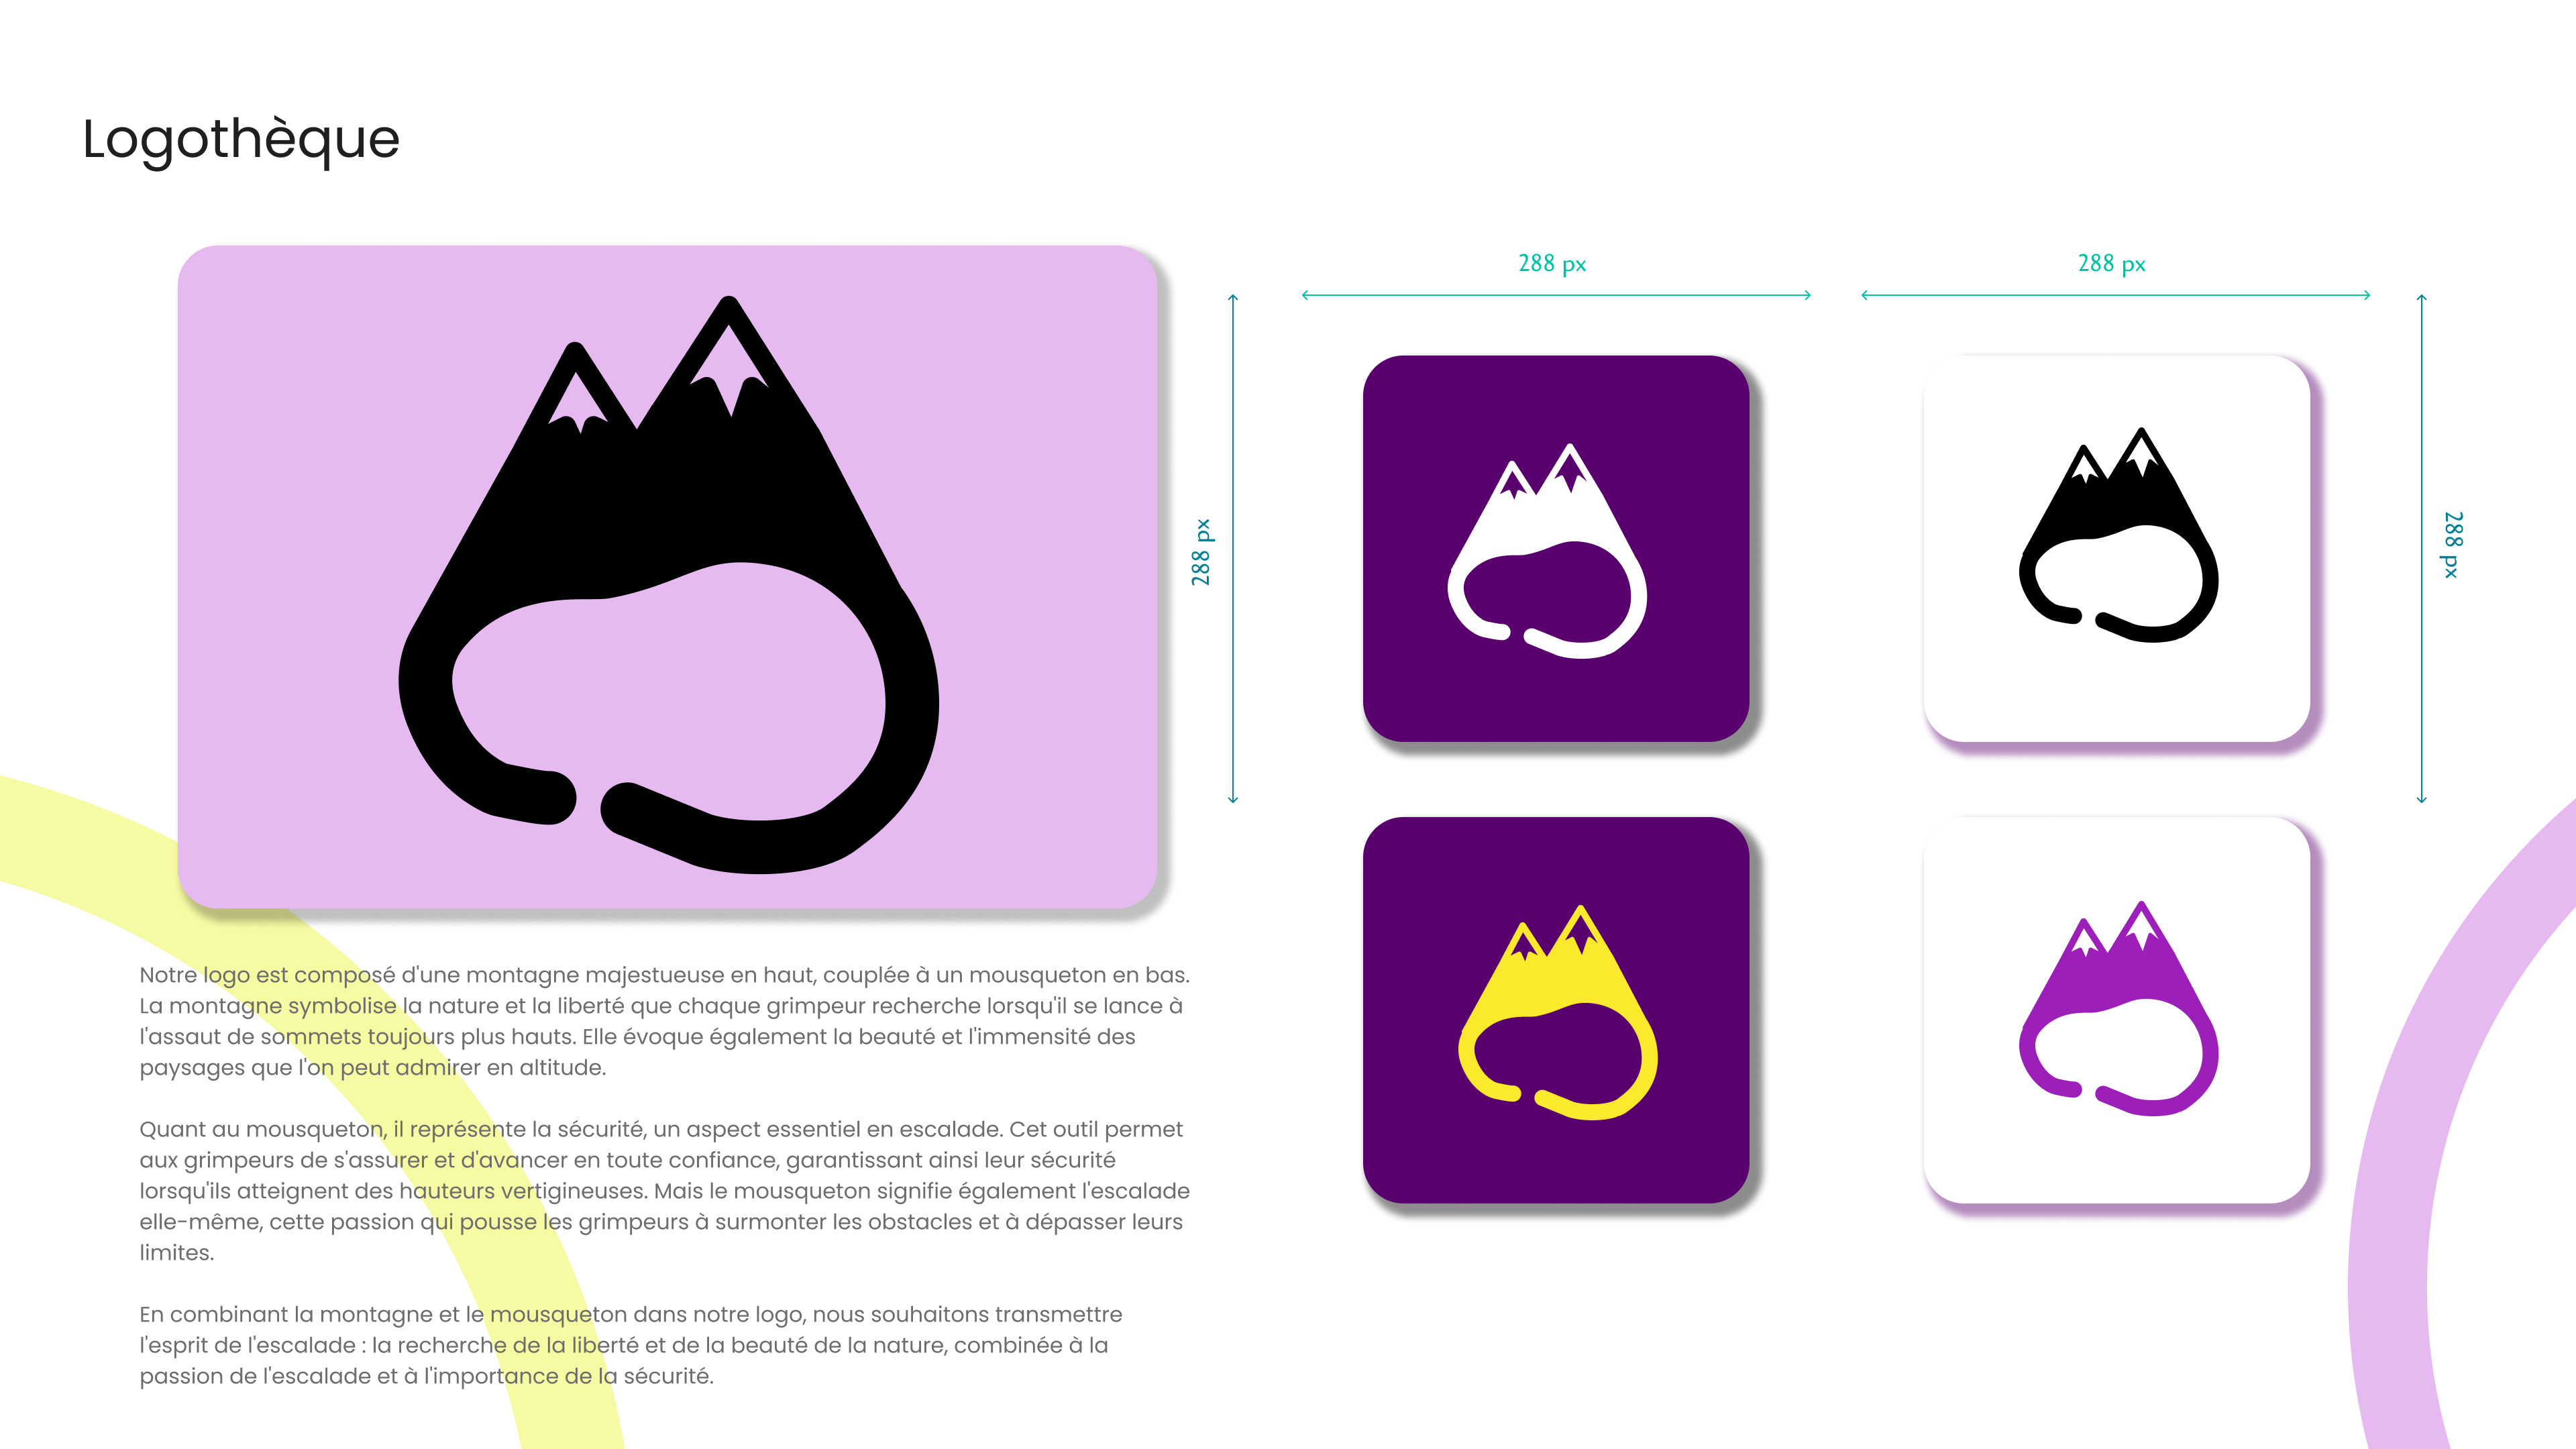 Logothèque
288 px
288 px
288 px
288 px
Notre logo est composé d'une montagne majestueuse en haut, couplée à un mousqueton en bas.
La montagne symbolise la nature et la liberté que chaque grimpeur recherche lorsqu'il se lance à
l'assaut de sommets toujours plus hauts. Elle évoque également la beauté et l'immensité des
paysages que l'on peut admirer en altitude.
Quant au mousqueton, il représente la sécurité, un aspect essentiel en escalade. Cet outil permet
aux grimpeurs de s'assurer et d'avancer en toute confiance, garantissant ainsi leur sécurité
lorsqu'ils atteignent des hauteurs vertigineuses. Mais le mousqueton signifie également l'escalade
elle-même, cette passion qui pousse les grimpeurs à surmonter les obstacles et à dépasser leurs
limites.
En combinant la montagne et le mousqueton dans notre logo, nous souhaitons transmettre
l'esprit de l'escalade : la recherche de la liberté et de la beauté de la nature, combinée à la
passion de l'escalade et à l'importance de la sécurité.